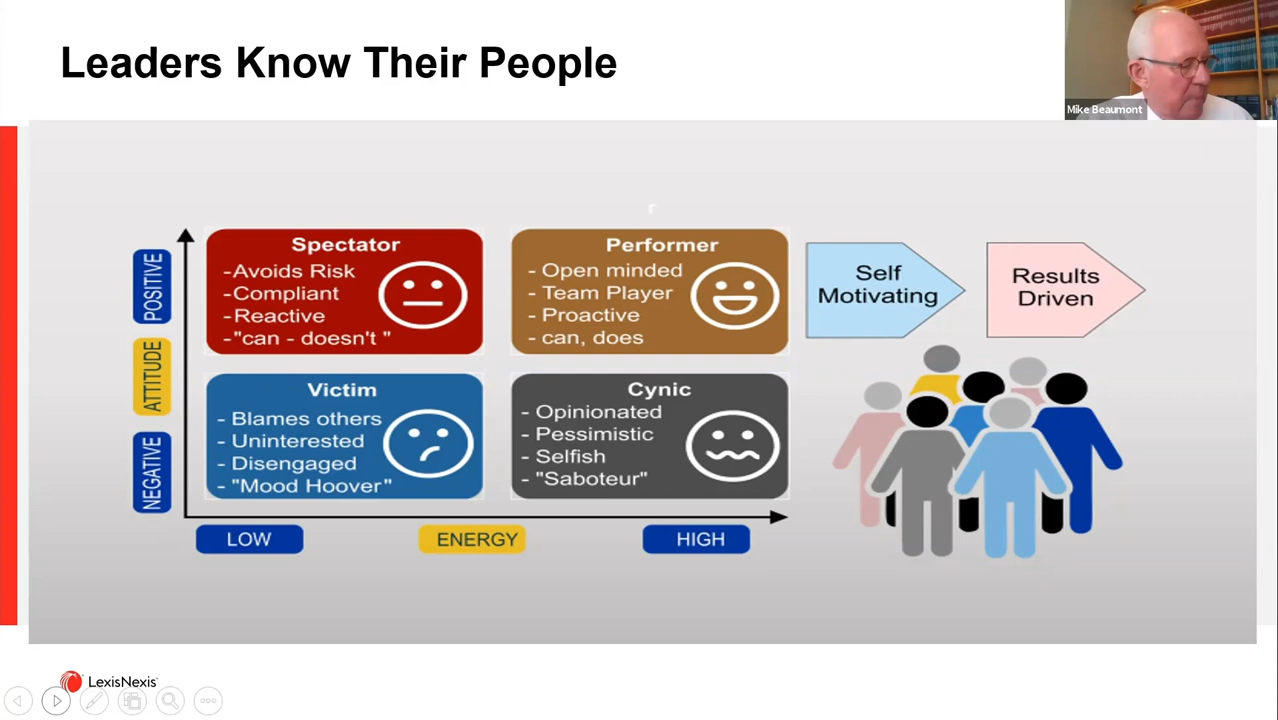 Leaders Know Their People
Mike Beaumont
r
Spectator
-Avoids Risk
-Compliant
-Reactive
-"can - doesn't "
Performer
- Open minded
- Team Player
- Proactive
- can, does
Self
Motivating
Results
Driven
POSITIVE
ATTITUDE
NEGATIVE
Victim
- Blames others
- Uninterested
- Disengaged
- "Mood Hoover"
Cynic
- Opinionated
- Pessimistic
- Selfish
- "Saboteur"
LOW
ENERGY
HIGH
LexisNexis